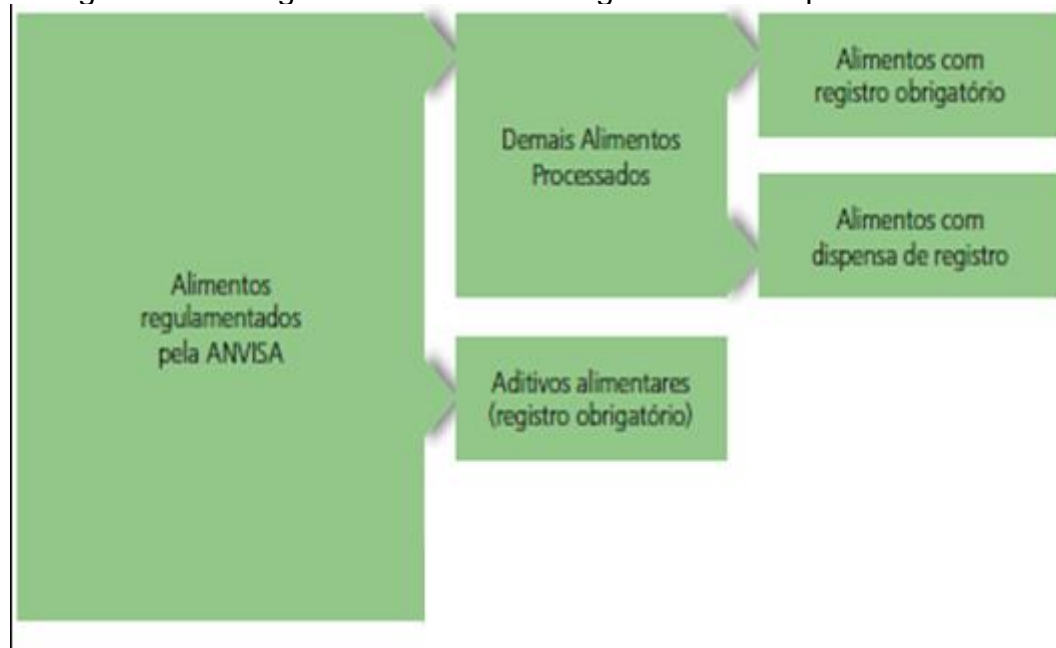 Alimentos
regulamentados
pela ANVISA
Demais Alimentos
Processados
Alimentos com
registro obrigatório
Alimentos com
dispensa de registro
Aditivos alimentares
(registro obrigatório)